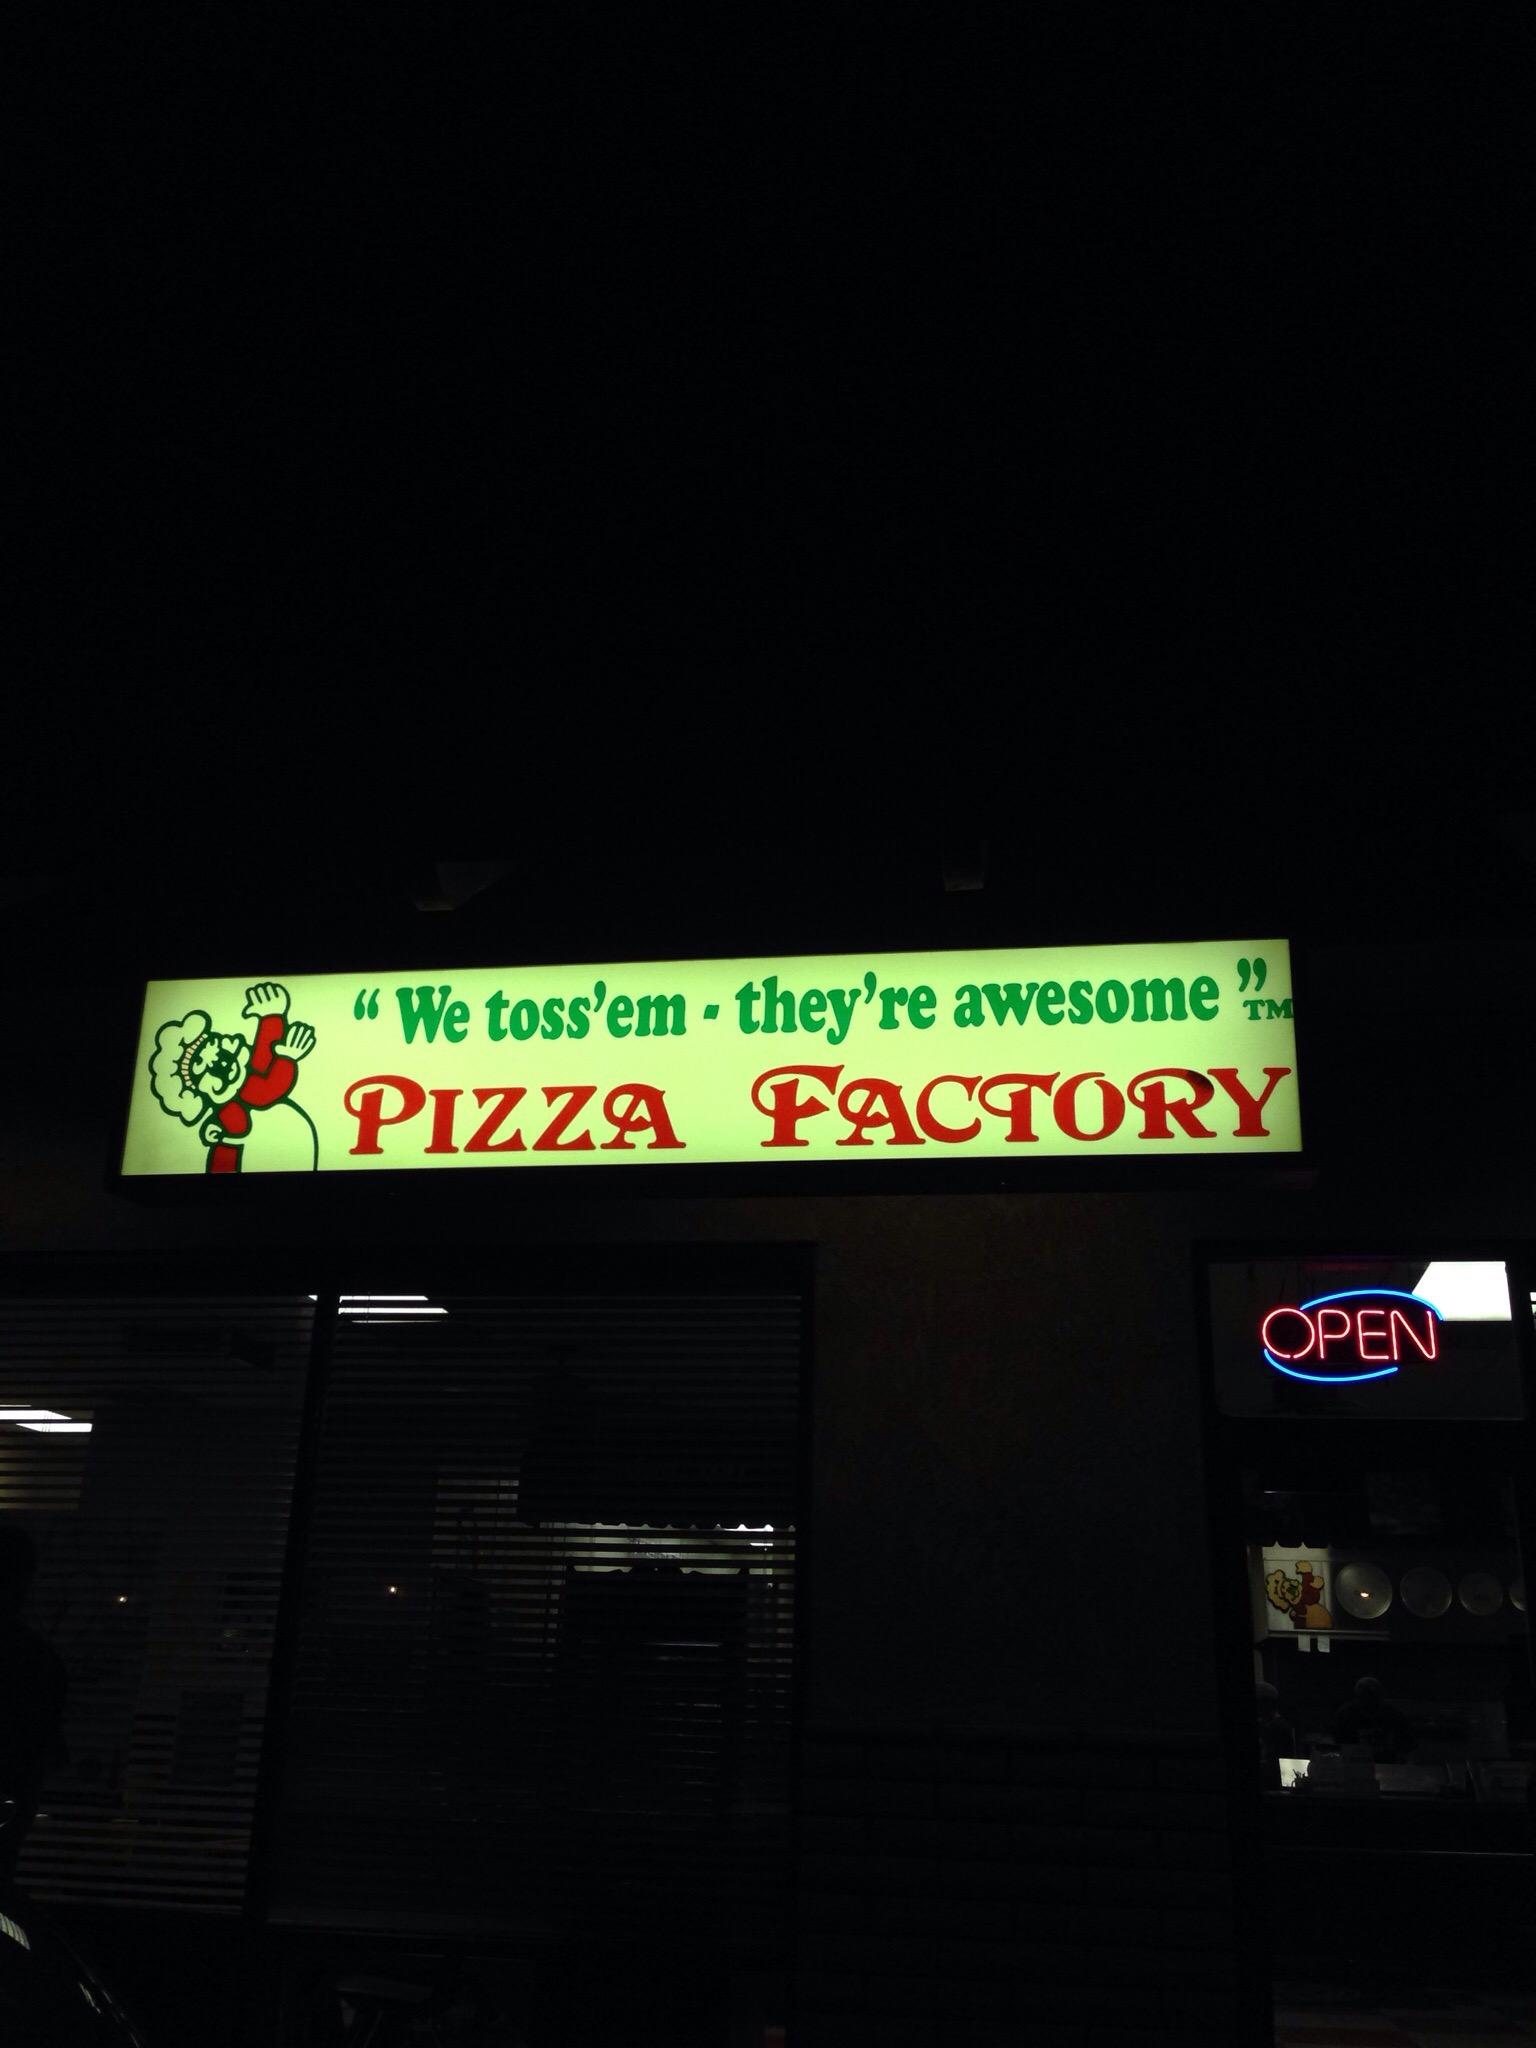 “ We toss’em - they’re awesome ”TM
PIZZA FACTORY
OPEN